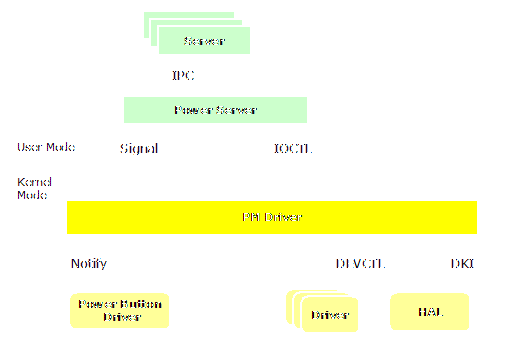 Server
IPC
Power Server
User Mode
Signal
IOCTL
Kernel
Mode
PM Driver
Notify
DEVCTL
DKI
Power Button
Driver
Driver
HAL